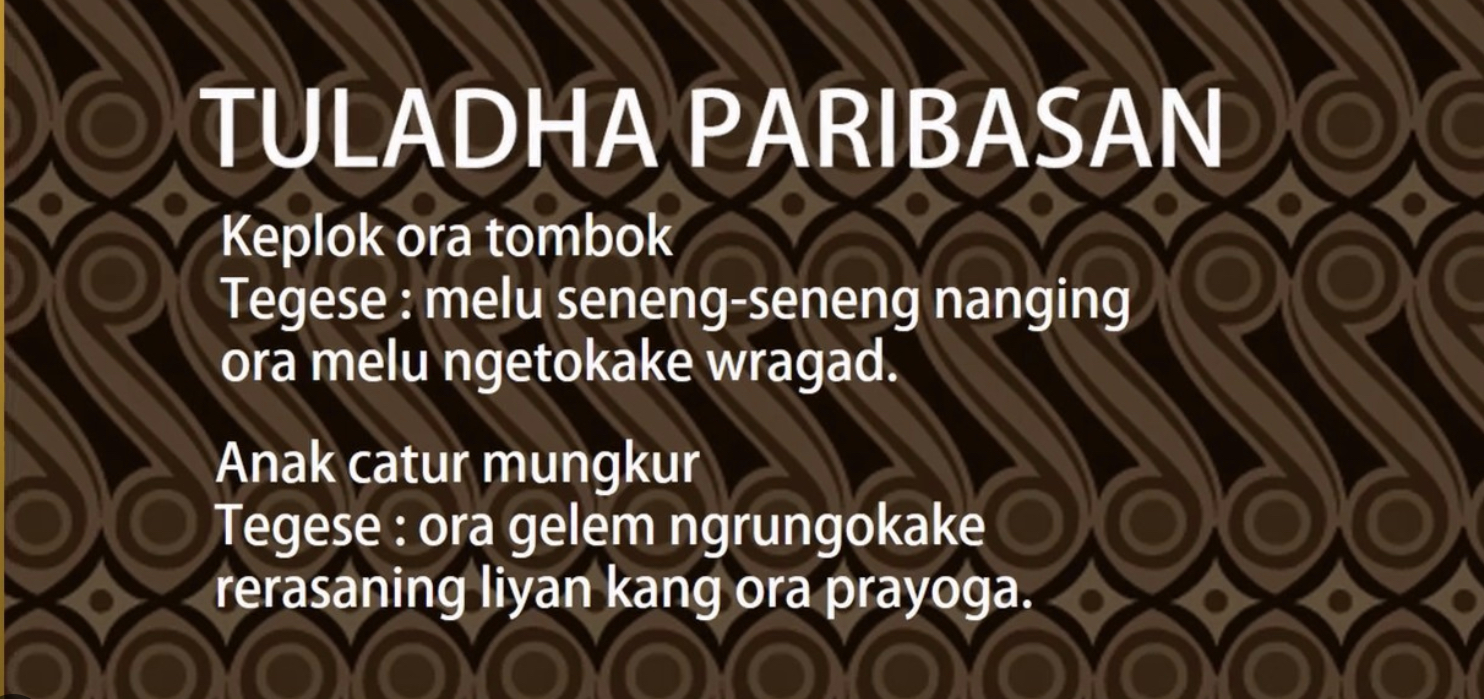 TULADHA PARIBASAN
Keplok ora tombok
Tegese : melu seneng-seneng nanging
ora melu ngetokake wragad.
Anak catur mungkur
Tegese : ora gelem ngrungokake
rerasaning liyan kang ora prayoga.